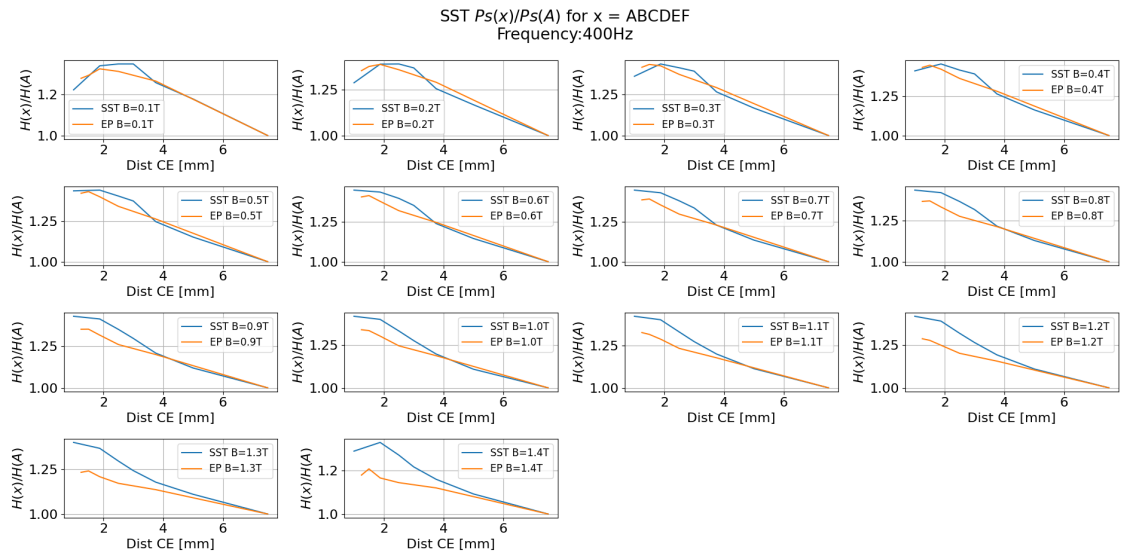 SST Ps(x)/Ps(A) for x = ABCDEF
Frequency:400Hz
H(x)/H(A)
1.2
1.0
2 4 6
Dist CE [mm]
SST B=0.1T
EP B=0.1T
H(x)/H(A)
1.25
1.00
2 4 6
Dist CE [mm]
SST B=0.2T
EP B=0.2T
H(x)/H(A)
1.25
1.00
2 4 6
Dist CE [mm]
SST B=0.3T
EP B=0.3T
H(x)/H(A)
1.25
1.00
2 4 6
Dist CE [mm]
SST B=0.4T
EP B=0.4T
H(x)/H(A)
1.25
1.00
2 4 6
Dist CE [mm]
SST B=0.5T
EP B=0.5T
H(x)/H(A)
1.25
1.00
2 4 6
Dist CE [mm]
SST B=0.6T
EP B=0.6T
H(x)/H(A)
1.25
1.00
2 4 6
Dist CE [mm]
SST B=0.7T
EP B=0.7T
H(x)/H(A)
1.25
1.00
2 4 6
Dist CE [mm]
SST B=0.8T
EP B=0.8T
H(x)/H(A)
1.25
1.00
2 4 6
Dist CE [mm]
SST B=0.9T
EP B=0.9T
H(x)/H(A)
1.25
1.00
2 4 6
Dist CE [mm]
SST B=1.0T
EP B=1.0T
H(x)/H(A)
1.25
1.00
2 4 6
Dist CE [mm]
SST B=1.1T
EP B=1.1T
H(x)/H(A)
1.25
1.00
2 4 6
Dist CE [mm]
SST B=1.2T
EP B=1.2T
H(x)/H(A)
1.25
1.00
2 4 6
Dist CE [mm]
SST B=1.3T
EP B=1.3T
H(x)/H(A)
1.2
1.0
2 4 6
Dist CE [mm]
SST B=1.4T
EP B=1.4T